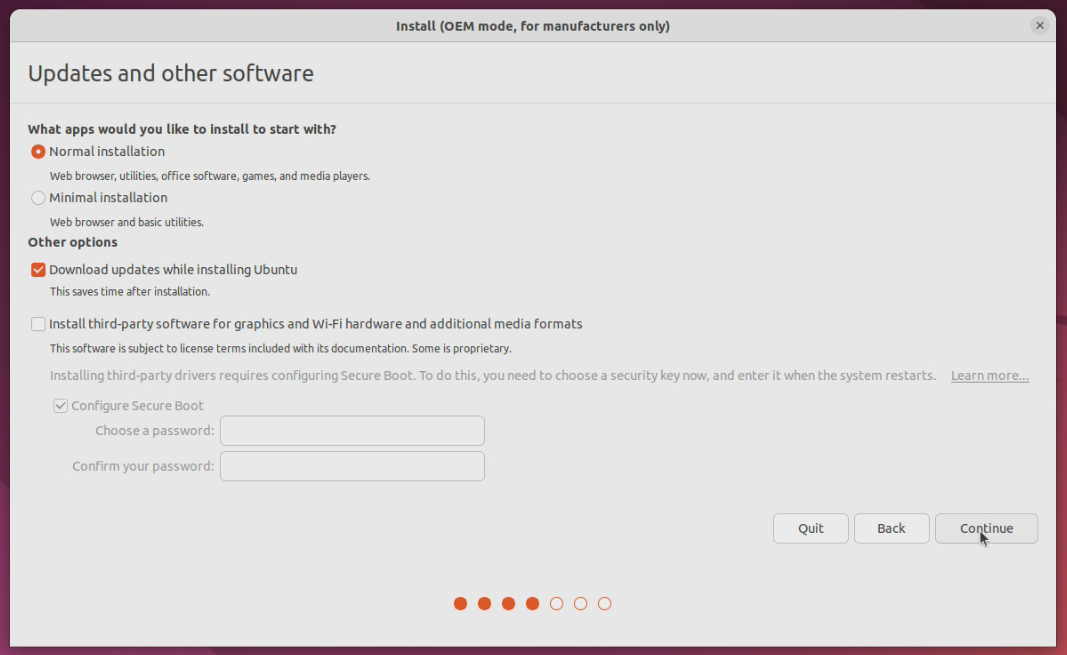 Install (OEM mode, for manufacturers only)
Updates and other software
What apps would you like to install to start with?
Normal installation
Web browser, utilities, office software, games, and media players.
Minimal installation
Web browser and basic utilities.
Other options
Download updates while installing Ubuntu
This saves time after installation.
Install third-party software for graphics and Wi-Fi hardware and additional media formats
This software is subject to license terms included with its documentation. Some is proprietary.
Installing third-party drivers requires configuring Secure Boot. To do this, you need to choose a security key now, and enter it when the system restarts. Learn more...
Configure Secure Boot
Choose a password:
Confirm your password:
Quit Back Continue